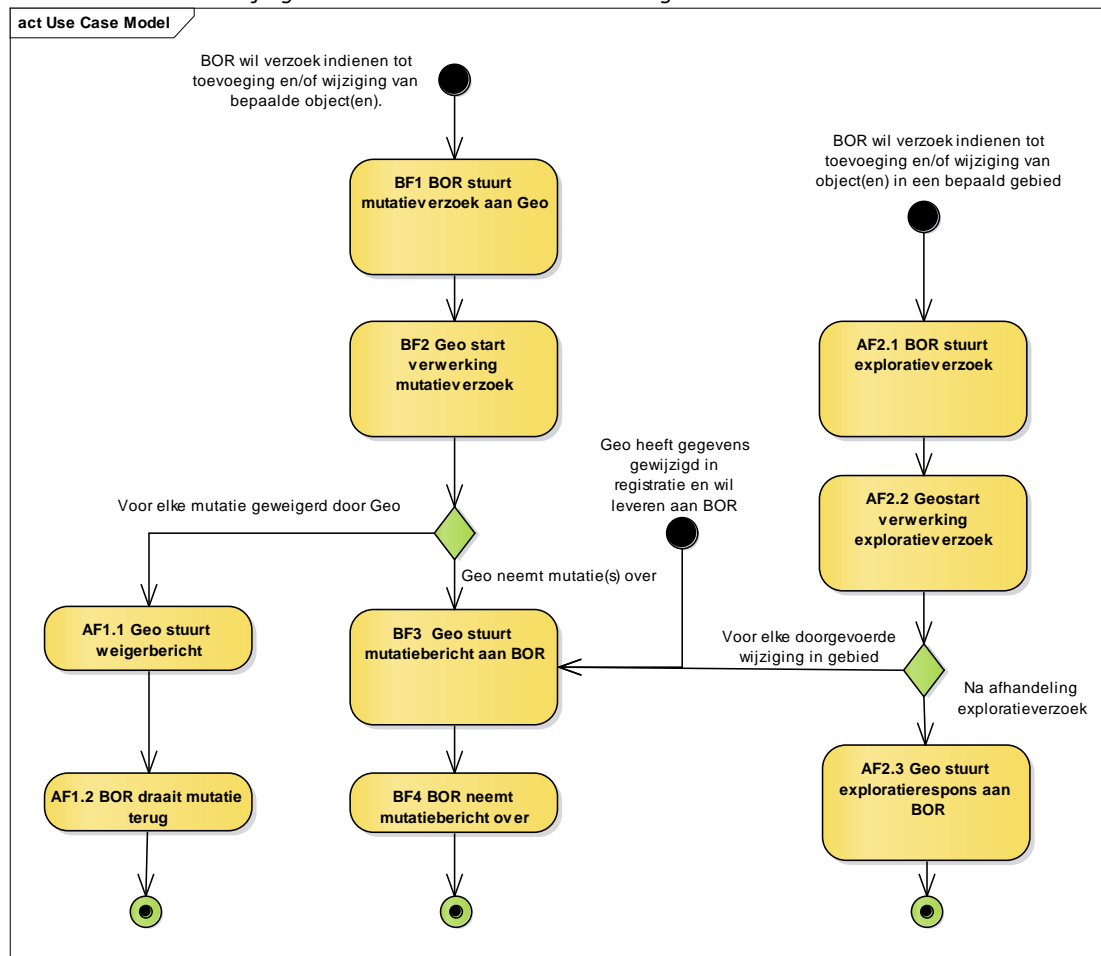 act Use Case Model
BOR wil verzoek indienen tot
toevoeging en/of wijziging van
bepaalde object(en).
BOR wil verzoek indienen tot
toevoeging en/of wijziging van
object(en) in een bepaald gebied
BF1 BOR stuurt
mutatieverzoek aan Geo
BF2 Geo start
verwerking
mutatieverzoek
AF2.1 BOR stuurt
exploratieverzoek
Geo heeft gegevens
gewijzigd in
registratie en wil
leveren aan BOR
AF2.2 Geostart
verwerking
exploratieverzoek
Voor elke mutatie geweigerd door Geo
Geo neemt mutatie(s) over
AF1.1 Geo stuurt
weigerbericht
BF3 Geo stuurt
mutatiebericht aan BOR
Voor elke doorgevoerde
wijziging in gebied
Na afhandeling
exploratieverzoek
AF1.2 BOR draait mutatie
terug
BF4 BOR neemt
mutatiebericht over
AF2.3 Geo stuurt
exploratierespons aan
BOR